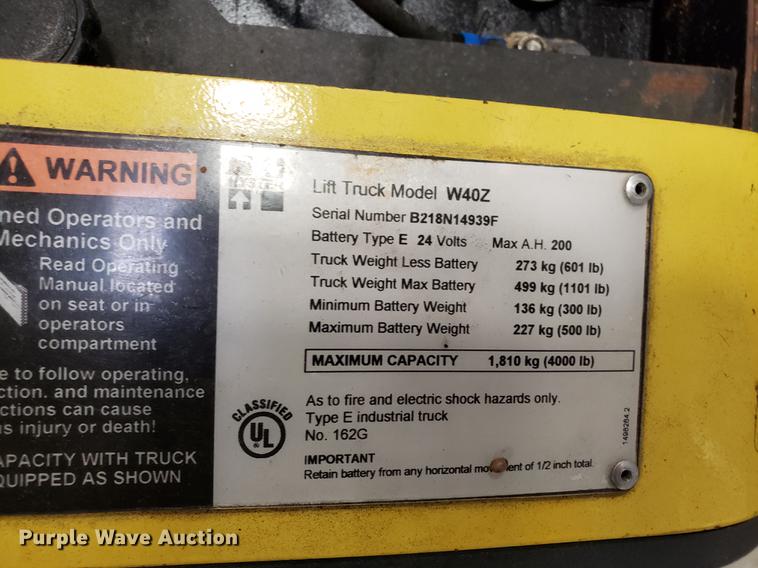 WARNING
ned Operators and
Mechanics Only
Read Operating
Manual located
on seat or in
operators
compartment
e to follow operating,
ction. and maintenance
ctions can cause
s injury or death!
APACITY WITH TRUCK
QUIPPED AS SHOWN
HYSTER
Lift Truck Model W40Z
Serial Number B218N14939F
Battery Type E 24 Volts Max A.H. 200
Truck Weight Less Battery 273 kg (601 lb)
Truck Weight Max Battery 499 kg (1101 lb)
Minimum Battery Weight 136 kg (300 lb)
Maximum Battery Weight 227 kg (500 lb)
MAXIMUM CAPACITY 1,810 kg (4000 lb)
CLASSIFIED
UL
As to fire and electric shock hazards only.
Type E industrial truck
No. 162G
IMPORTANT
Retain battery from any horizontal movement of 1/2 inch total.
1498284 2
Purple Wave Auction